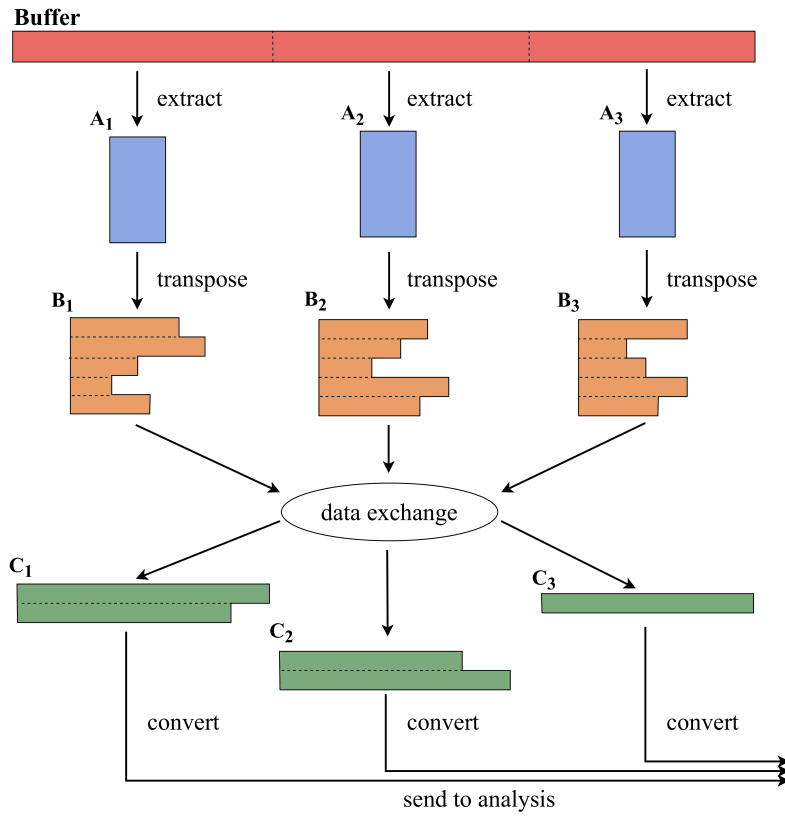 Buffer
extract
extract
extract
A1
A2
A3
transpose
transpose
transpose
B1
B2
B3
data exchange
C1
C2
C3
convert
convert
convert
send to analysis